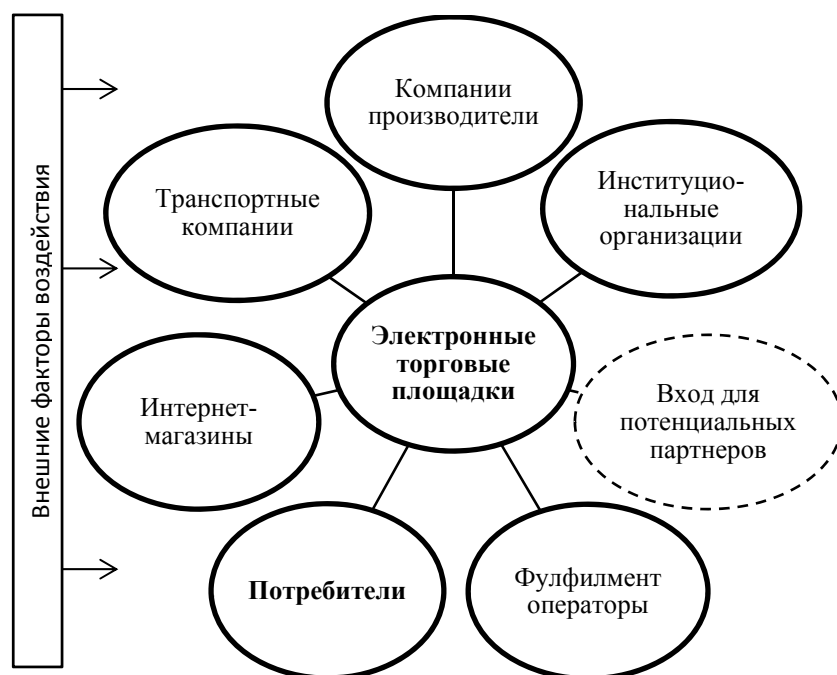 Внешние факторы воздействия
Компании
производители
Транспортные
компании
Институцио-
нальные
организации
Электронные
торговые
площадки
Интернет-
магазины
Вход для
потенциальных
партнеров
Потребители
Фулфилмент
операторы